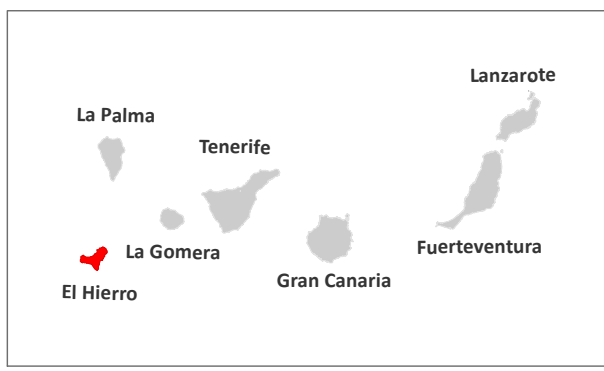 Lanzarote
La Palma
Tenerife
La Gomera
Fuerteventura
Gran Canaria
El Hierro